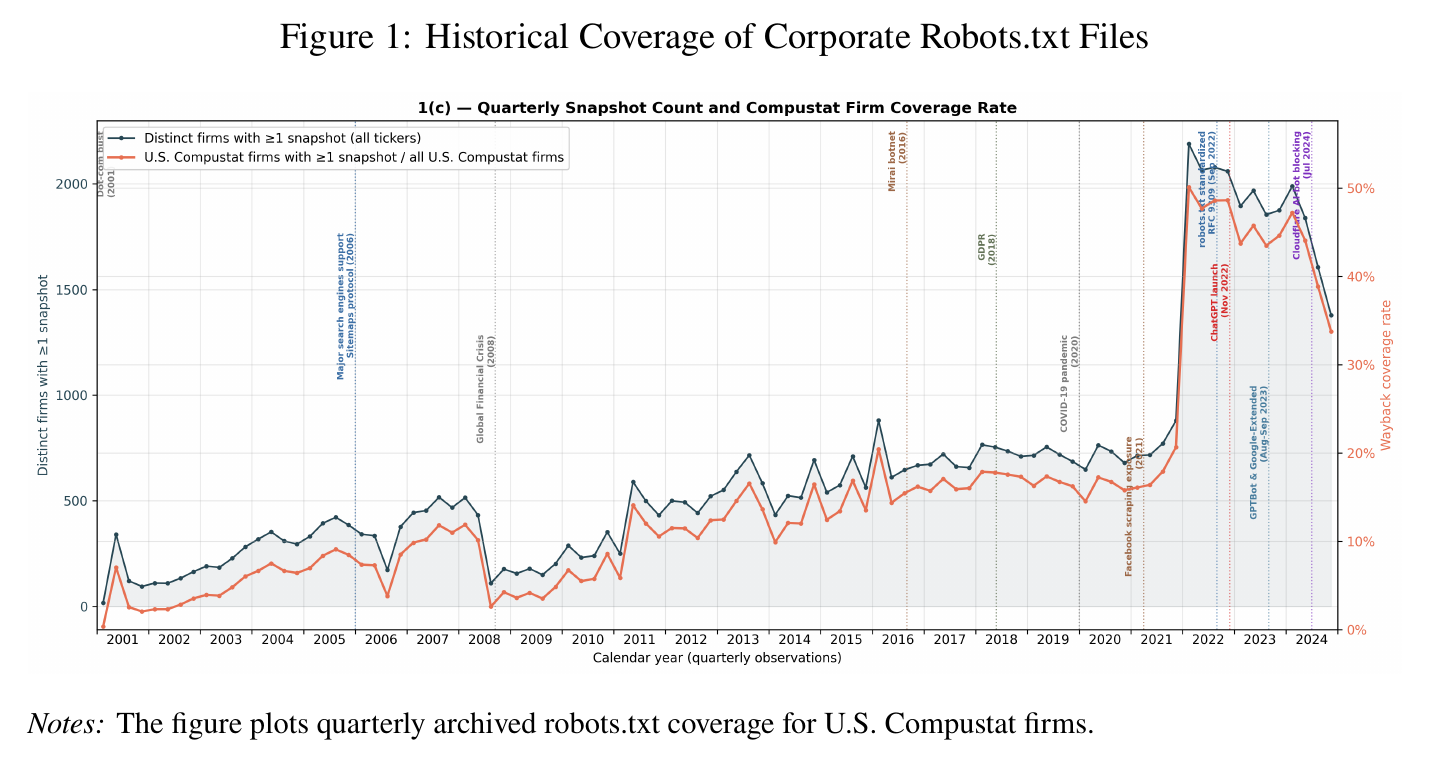 Figure 1: Historical Coverage of Corporate Robots.txt Files
1(c) — Quarterly Snapshot Count and Compustat Firm Coverage Rate
Distinct firms with ≥1 snapshot (all tickers)
U.S. Compustat firms with ≥1 snapshot / all U.S. Compustat firms
Dot-com bust
(2001
Major search engines support
Sitemaps protocol (2006)
Global Financial Crisis
(2008)
Mirai botnet
(2016)
GDPR
(2018)
COVID-19 pandemic
(2020)
Facebook scraping exposure
(2021)
robots.txt standardized
RFC 9309 (Sep 2022)
ChatGPT launch
(Nov 2022)
GPTBot & Google-Extended
(Aug-Sep 2023)
Cloudflare AI bot blocking
(Jul 2024)
Distinct firms with ≥1 snapshot
2000
1500
1000
500
0
50%
40%
30%
20%
10%
0%
Wayback coverage rate
2001 2002 2003 2004 2005 2006 2007 2008 2009 2010 2011 2012 2013 2014 2015 2016 2017 2018 2019 2020 2021 2022 2023 2024
Calendar year (quarterly observations)
Notes: The figure plots quarterly archived robots.txt coverage for U.S. Compustat firms.